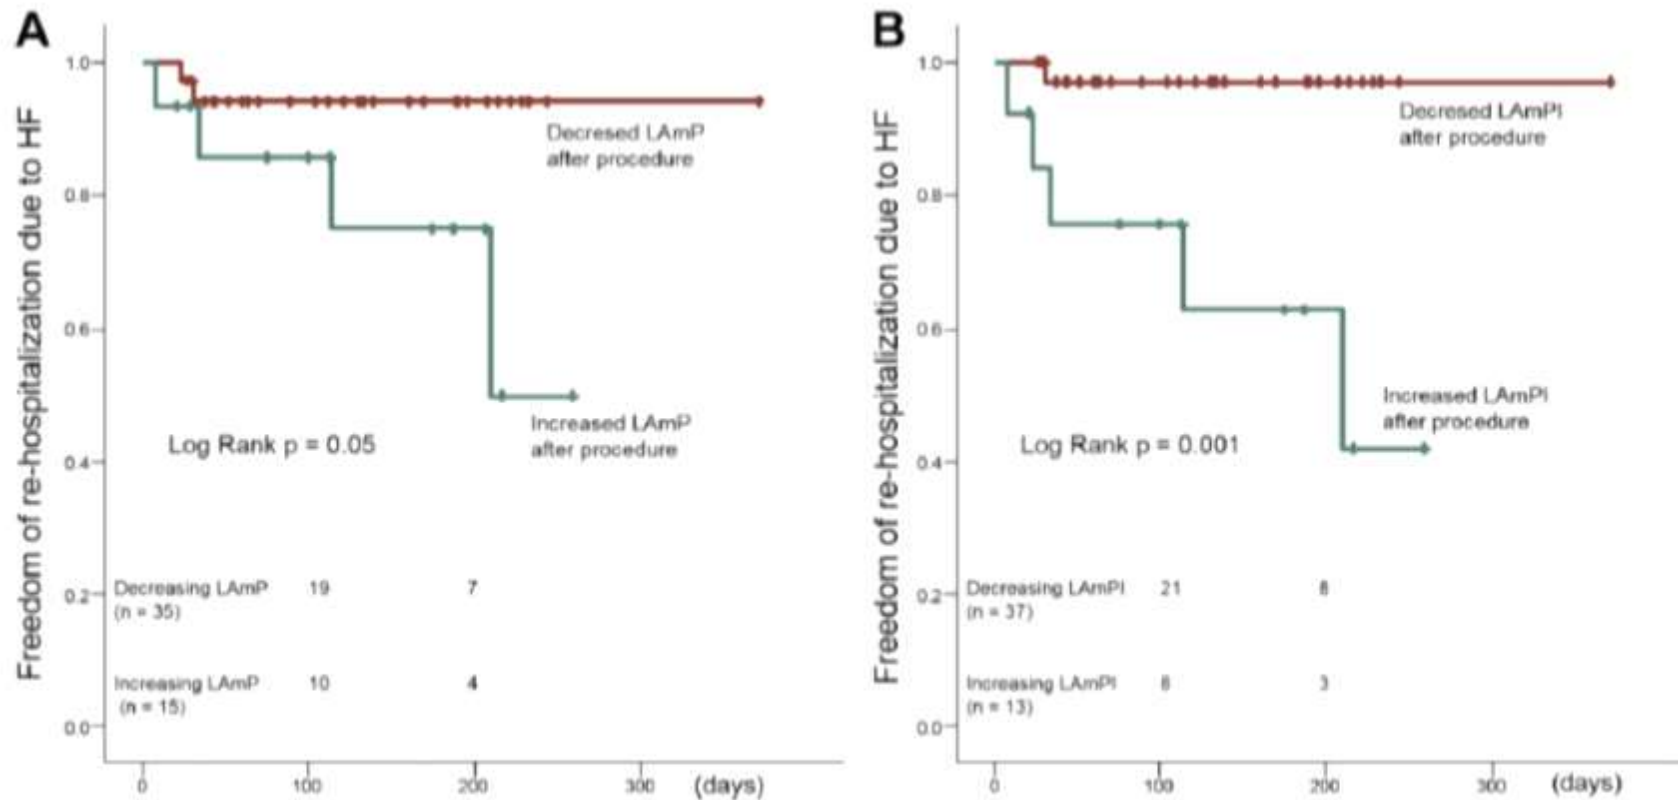 A
Freedom of re-hospitalization due to HF
1.0
0.8
0.6
0.4
0.2
0.0
Decresed LAmP
after procedure
Increased LAmP
after procedure
Log Rank p = 0.05
Decreasing LAmP 19 7
(n = 35)
Increasing LAmP 10 4
(n = 15)
0 100 200 300 (days)
B
Freedom of re-hospitalization due to HF
1.0
0.8
0.6
0.4
0.2
0.0
Decresed LAmPI
after procedure
Increased LAmPI
after procedure
Log Rank p = 0.001
Decreasing LAmPI 21 8
(n = 37)
Increasing LAmPI 8 3
(n = 13)
0 100 200 300 (days)